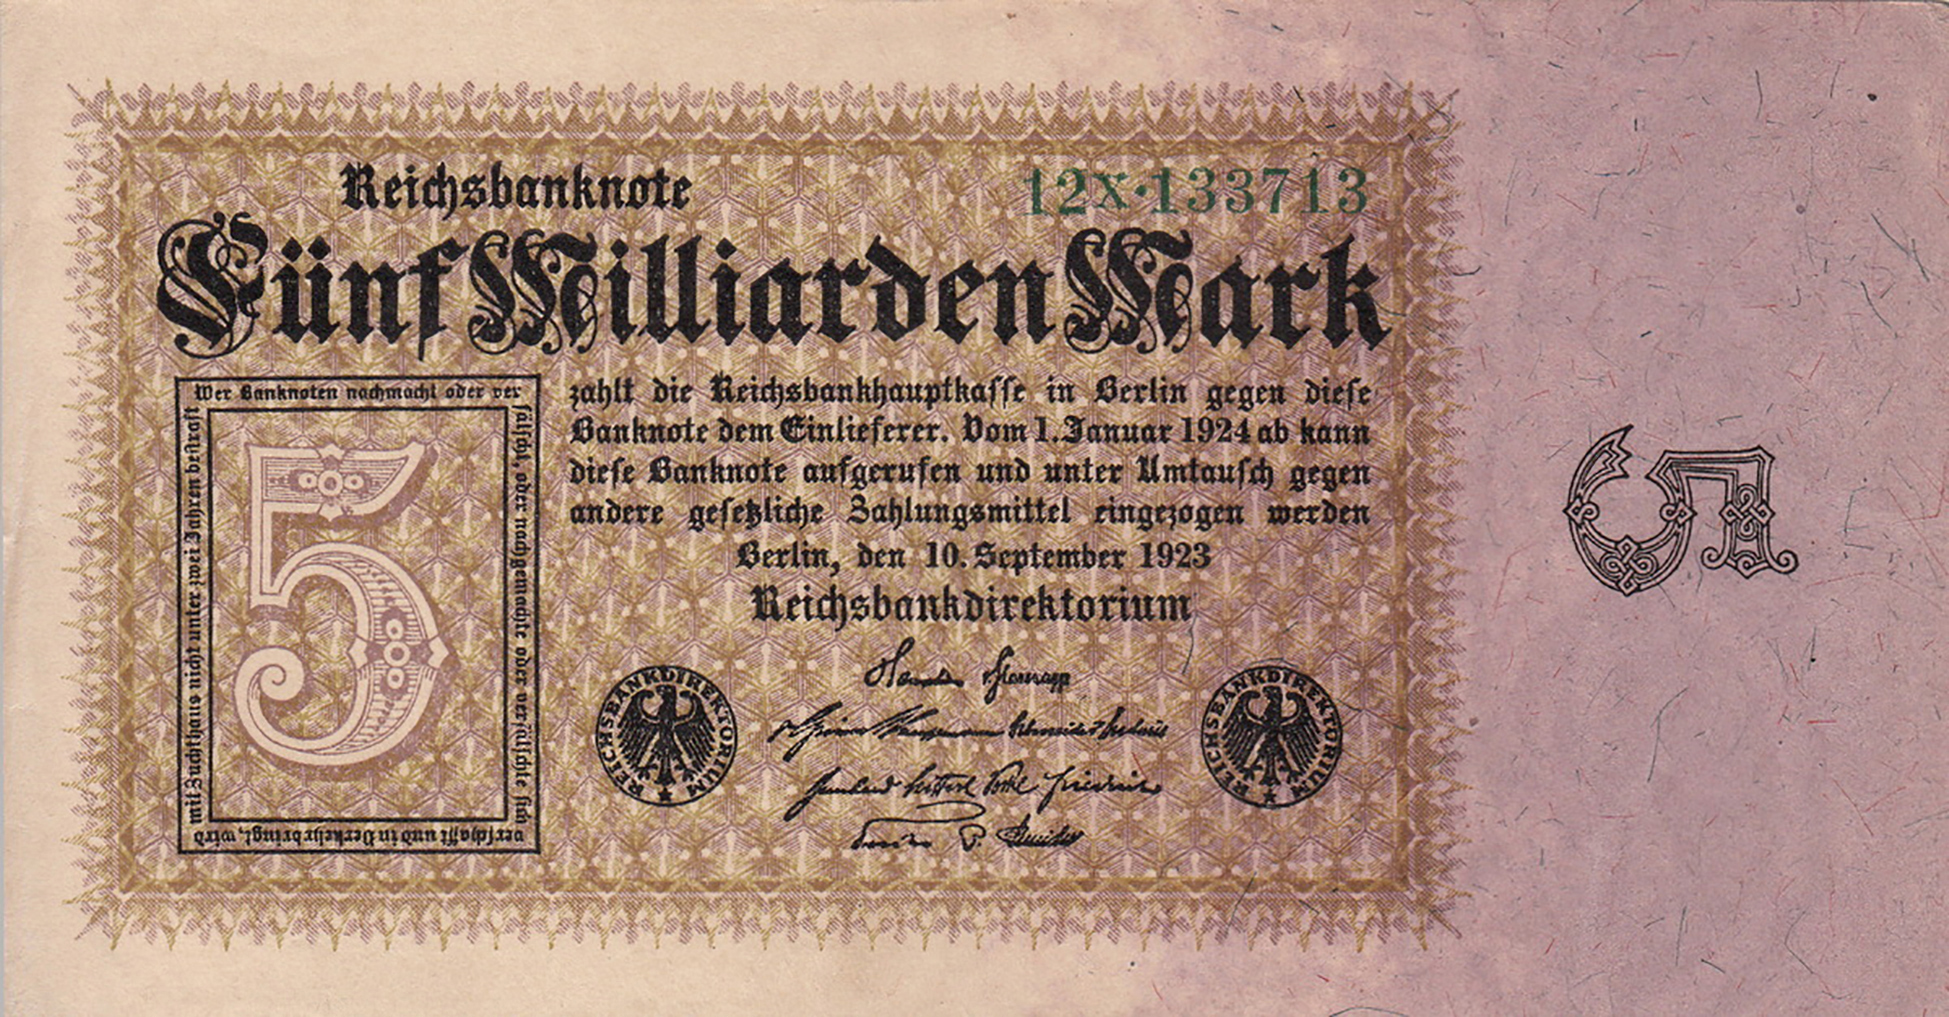 Reichsbanknote
12X·133713
Fünf Milliarden Mark
zahlt die Reichsbankhauptkasse in Berlin gegen diese
Banknote dem Einlieferer. Vom 1. Januar 1924 ab kann
diese Banknote aufgerufen und unter Umtausch gegen
andere gesetzliche Zahlungsmittel eingezogen werden
Berlin, den 10. September 1923
Reichsbankdirektorium
Wer Banknoten nachmacht oder ver
fälscht, oder nachgemachte oder verfälschte sich
verschafft und in Verkehr bringt, wird
mit Zuchthaus nicht unter zwei Jahren bestraft
5
REICHSBANKDIREKTORIUM
REICHSBANKDIREKTORIUM
5